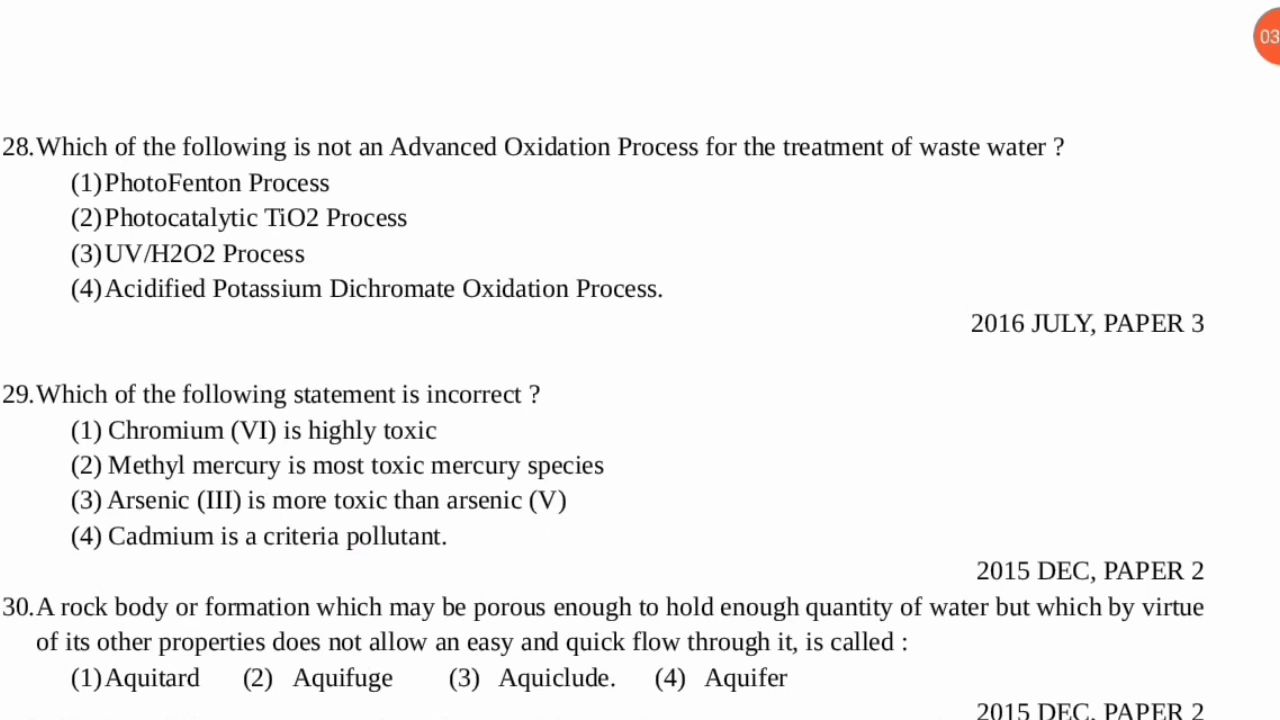 03
28.Which of the following is not an Advanced Oxidation Process for the treatment of waste water ?
(1)PhotoFenton Process
(2)Photocatalytic TiO2 Process
(3)UV/H2O2 Process
(4)Acidified Potassium Dichromate Oxidation Process.
2016 JULY, PAPER 3
29.Which of the following statement is incorrect ?
(1) Chromium (VI) is highly toxic
(2) Methyl mercury is most toxic mercury species
(3) Arsenic (III) is more toxic than arsenic (V)
(4) Cadmium is a criteria pollutant.
2015 DEC, PAPER 2
30.A rock body or formation which may be porous enough to hold enough quantity of water but which by virtue
of its other properties does not allow an easy and quick flow through it, is called :
(1)Aquitard (2) Aquifuge (3) Aquiclude. (4) Aquifer
2015 DEC, PAPER 2